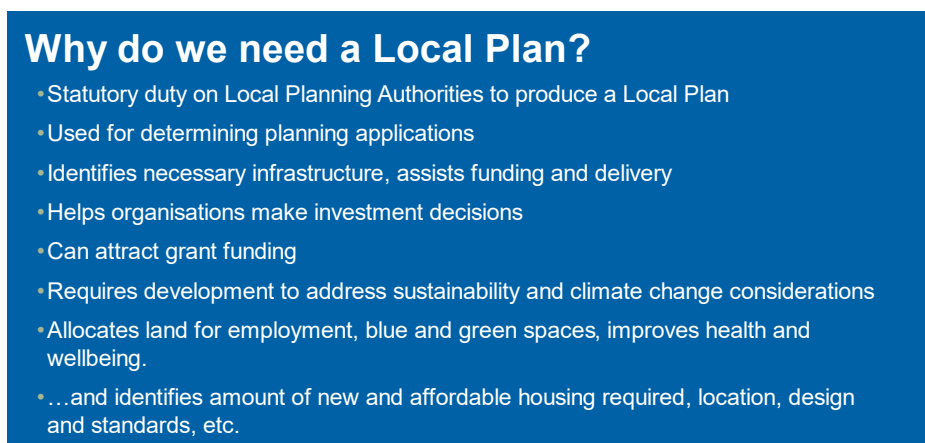 Why do we need a Local Plan?
•Statutory duty on Local Planning Authorities to produce a Local Plan
•Used for determining planning applications
•Identifies necessary infrastructure, assists funding and delivery
•Helps organisations make investment decisions
•Can attract grant funding
•Requires development to address sustainability and climate change considerations
•Allocates land for employment, blue and green spaces, improves health and
wellbeing.
•…and identifies amount of new and affordable housing required, location, design
and standards, etc.